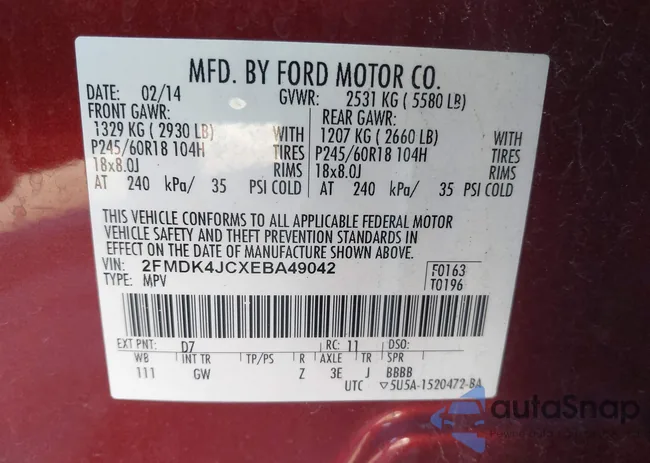 MFD. BY FORD MOTOR CO.
DATE: 02/14 GVWR: 2531 KG ( 5580 LB)
FRONT GAWR: REAR GAWR:
1329 KG ( 2930 LB) WITH 1207 KG ( 2660 LB) WITH
P245/60R18 104H TIRES P245/60R18 104H TIRES
18x8.0J RIMS 18x8.0J RIMS
AT 240 kPa/ 35 PSI COLD AT 240 kPa/ 35 PSI COLD
THIS VEHICLE CONFORMS TO ALL APPLICABLE FEDERAL MOTOR
VEHICLE SAFETY AND THEFT PREVENTION STANDARDS IN
EFFECT ON THE DATE OF MANUFACTURE SHOWN ABOVE.
VIN: 2FMDK4JCXEBA49042 F0163
TYPE: MPV T0196
EXT PNT: D7 RC: 11 DSO:
WB INT TR TP/PS R AXLE TR SPR
111 GW Z 3E J BBBB
UTC ▽5U5A-1520472-BA
autoSnap